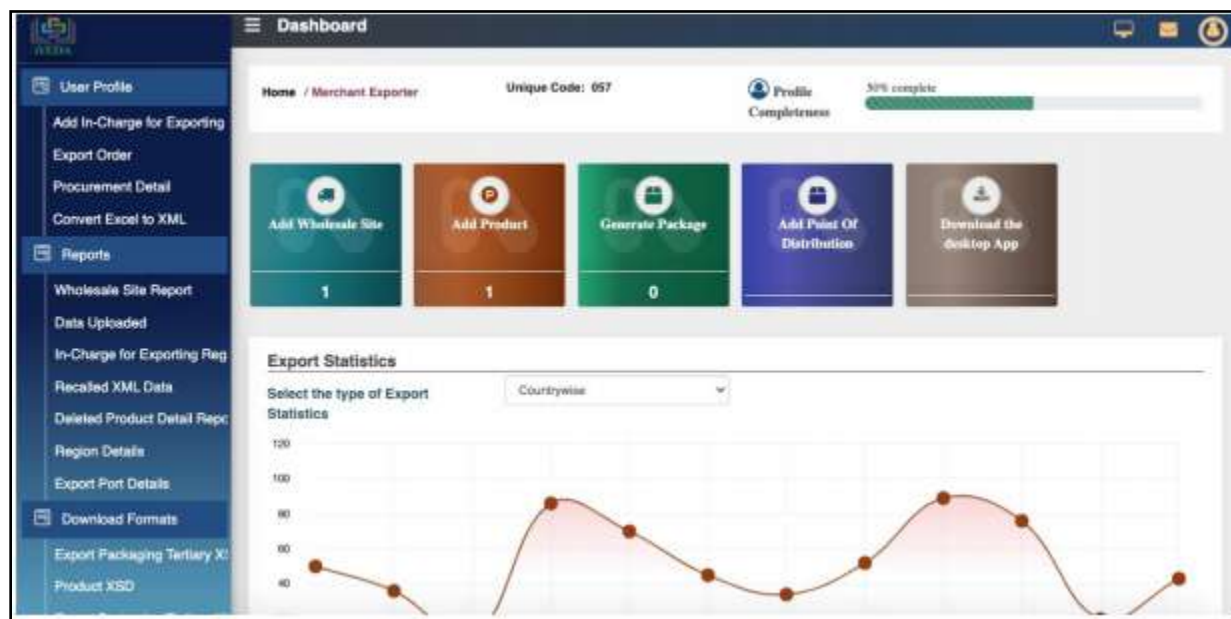 iVEDA
Dashboard
User Profile
Add In-Charge for Exporting
Export Order
Procurement Detail
Convert Excel to XML
Reports
Wholesale Site Report
Data Uploaded
In-Charge for Exporting Reg
Recalled XML Data
Deleted Product Detail Repo
Region Details
Export Port Details
Download Formats
Export Packaging Tertiary XS
Product XSD
Home / Merchant Exporter
Unique Code: 057
Profile
Completeness
50% complete
Add Wholesale Site
1
Add Product
1
Generate Package
0
Add Point Of
Distribution
Download the
desktop App
Export Statistics
Select the type of Export
Statistics
Countrywise
120
100
80
60
40